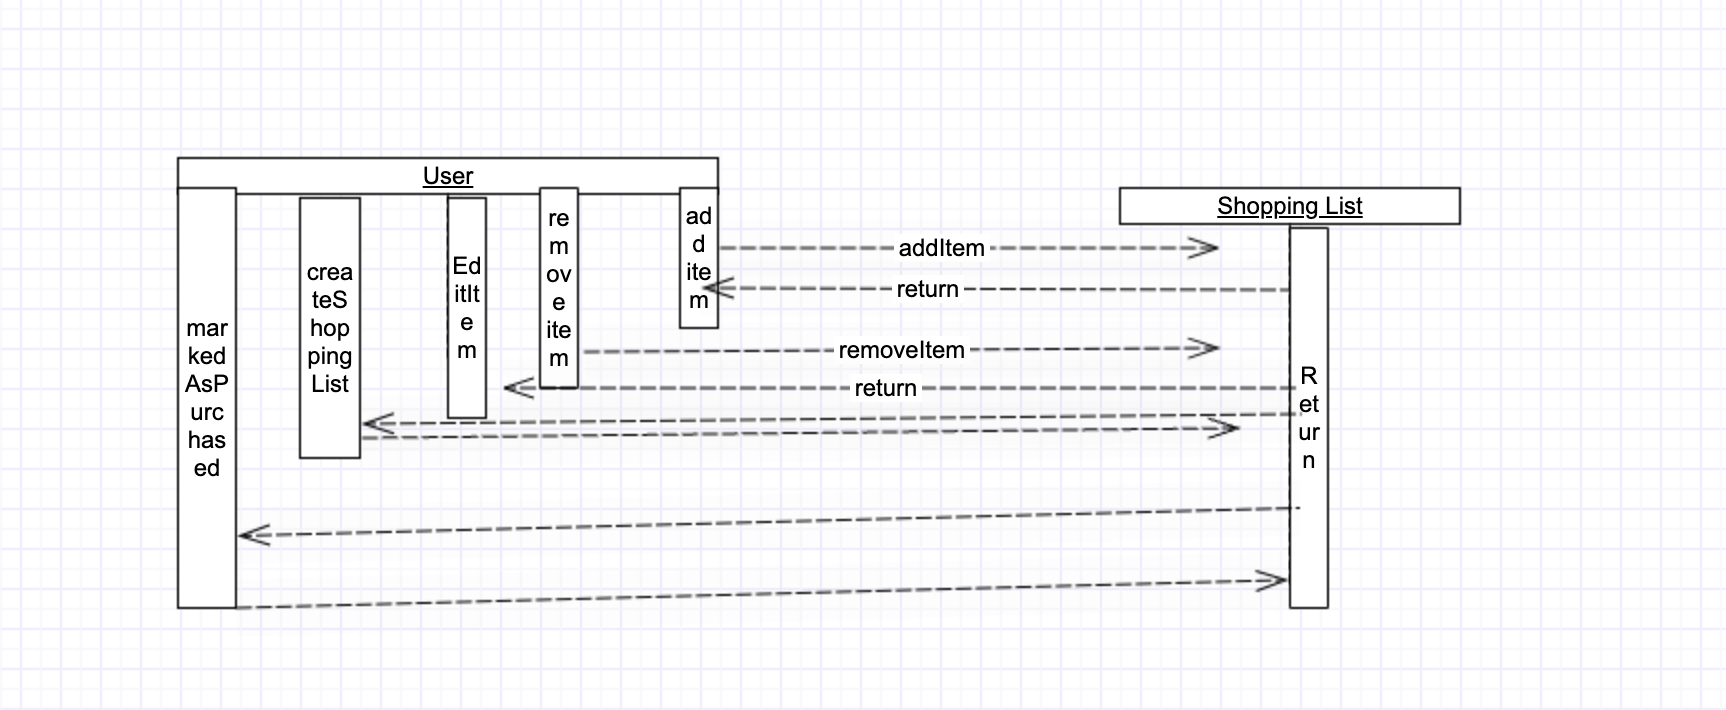 User
mar
ked
AsP
urc
has
ed
crea
teS
hop
ping
List
Ed
itIt
e
m
re
m
ov
e
ite
m
ad
d
ite
m
Shopping List
addItem
return
removeItem
return
R
et
ur
n